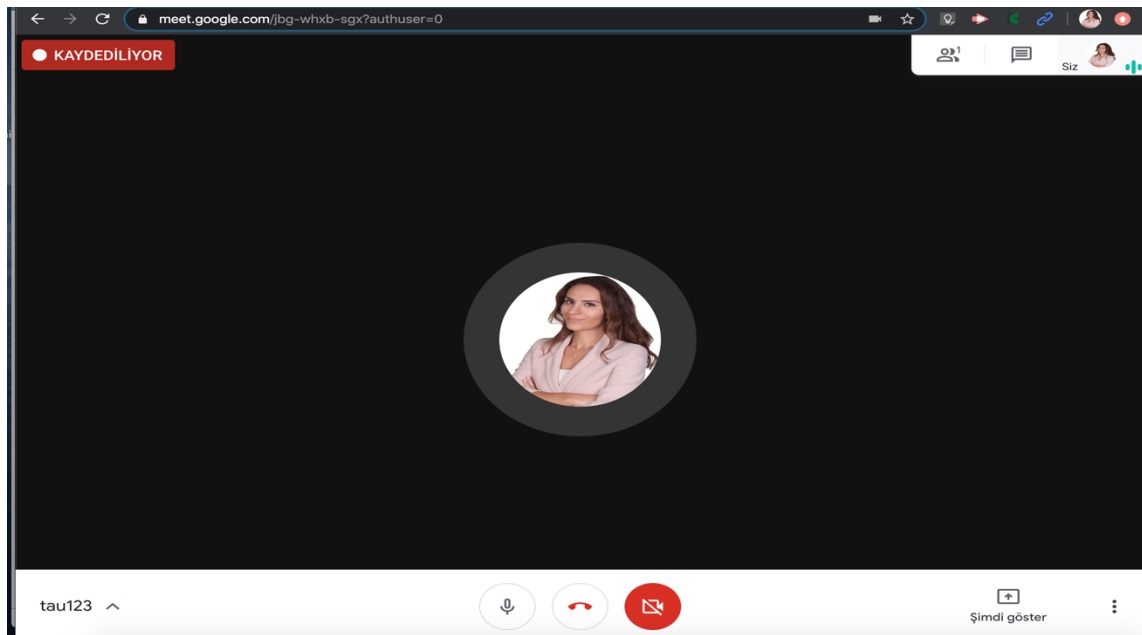 meet.google.com/jbg-whxb-sgx?authuser=0
KAYDEDİLİYOR
1
Siz
tau123
Şimdi göster